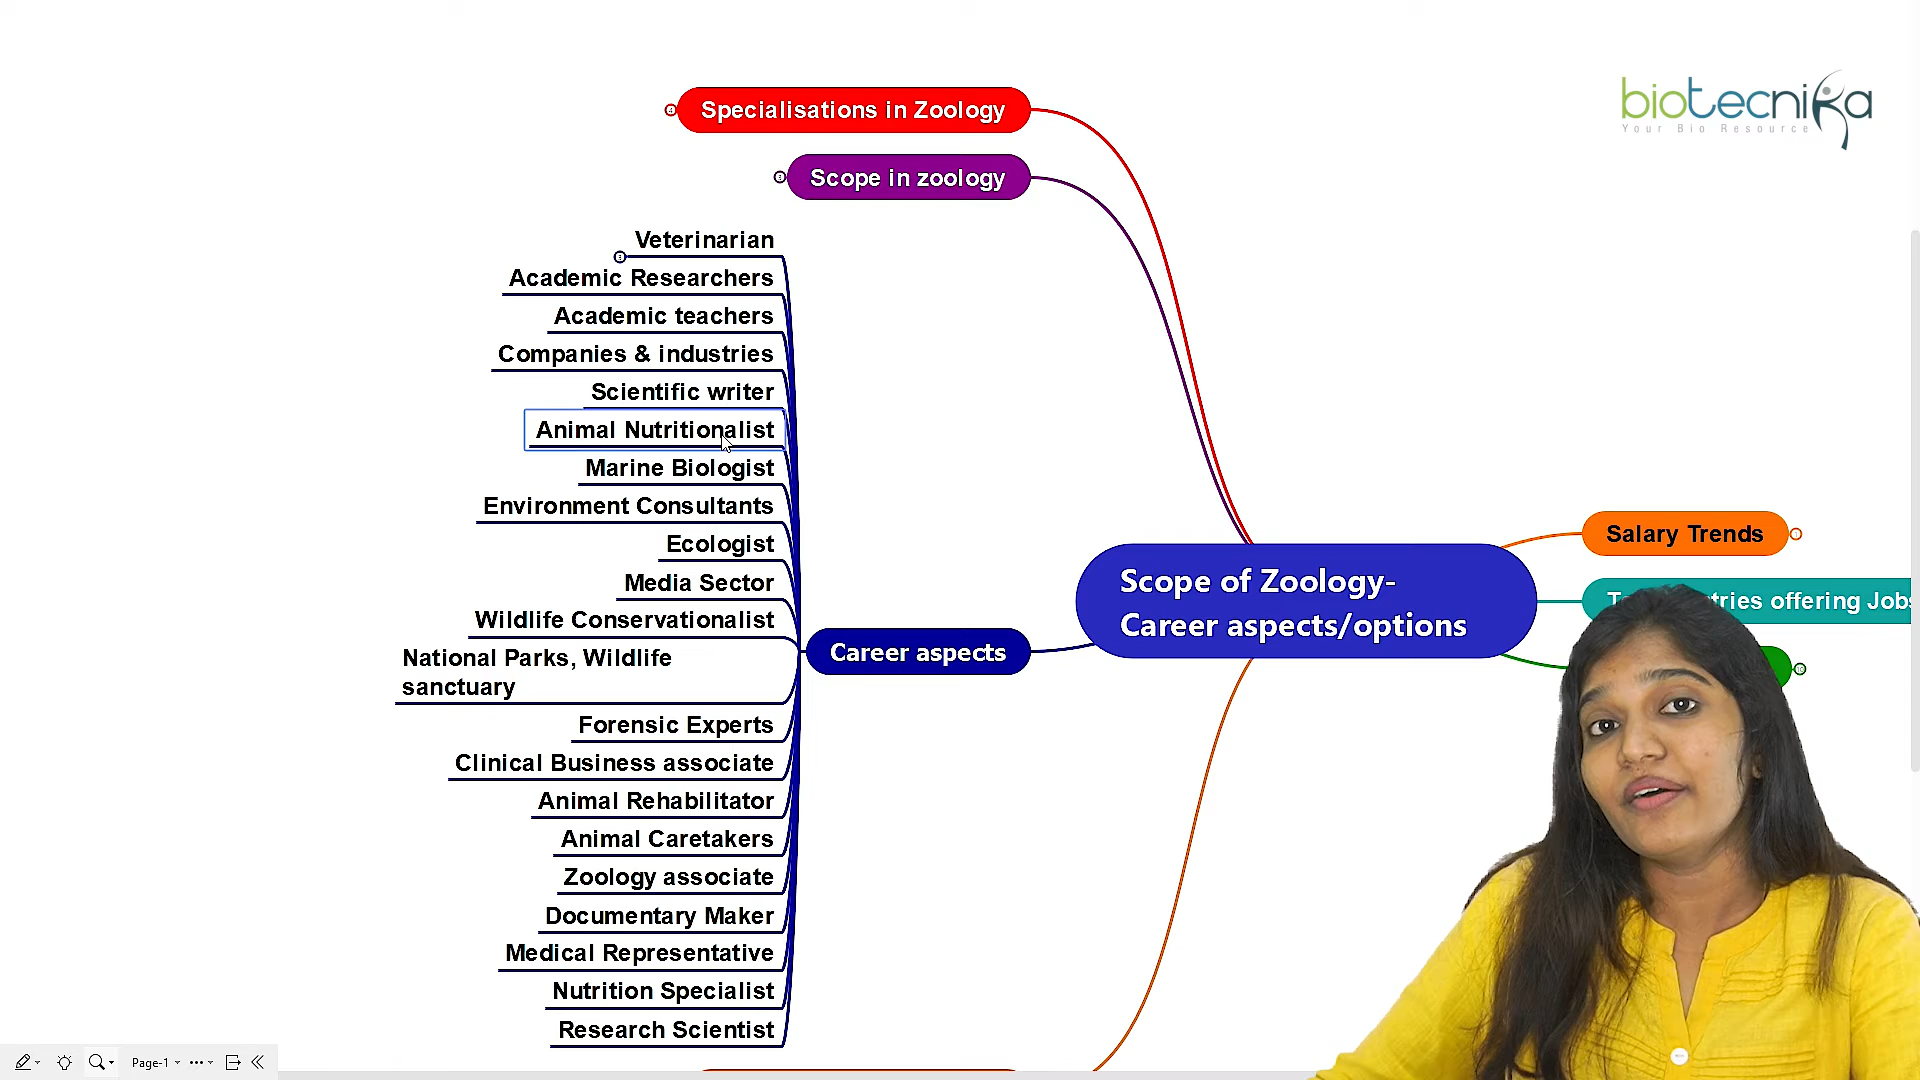 Specialisations in Zoology
Scope in zoology
biotecnika
Your Bio Resource
Veterinarian
Academic Researchers
Academic teachers
Companies & industries
Scientific writer
Animal Nutritionalist
Marine Biologist
Environment Consultants
Ecologist
Media Sector
Wildlife Conservationalist
National Parks, Wildlife
sanctuary
Forensic Experts
Clinical Business associate
Animal Rehabilitator
Animal Caretakers
Zoology associate
Documentary Maker
Medical Representative
Nutrition Specialist
Research Scientist
Career aspects
Scope of Zoology-
Career aspects/options
Salary Trends
offering Jobs
Page-1